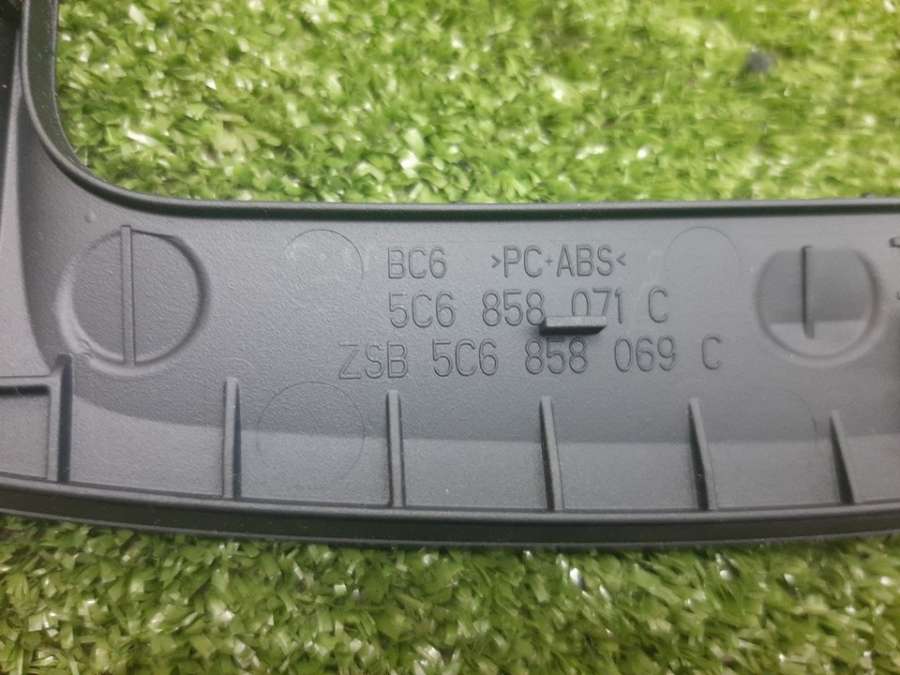 BC6 >PC+ABS<
5C6 858 071 C
ZSB 5C6 858 069 C